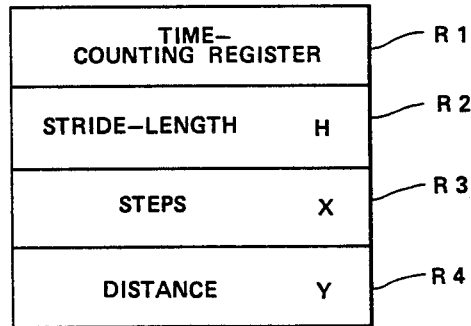 TIME–
COUNTING REGISTER R 1
STRIDE–LENGTH H R 2
STEPS X R 3
DISTANCE Y R 4